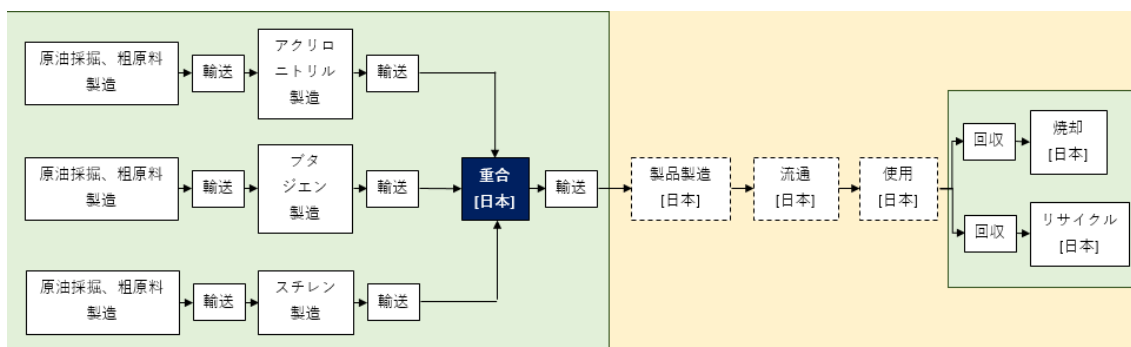 原油採掘、粗原料
製造
輸送
アクリロ
ニトリル
製造
輸送
原油採掘、粗原料
製造
輸送
ブタ
ジエン
製造
輸送
原油採掘、粗原料
製造
輸送
スチレン
製造
輸送
重合
[日本]
輸送
製品製造
[日本]
流通
[日本]
使用
[日本]
回収
焼却
[日本]
回収
リサイクル
[日本]